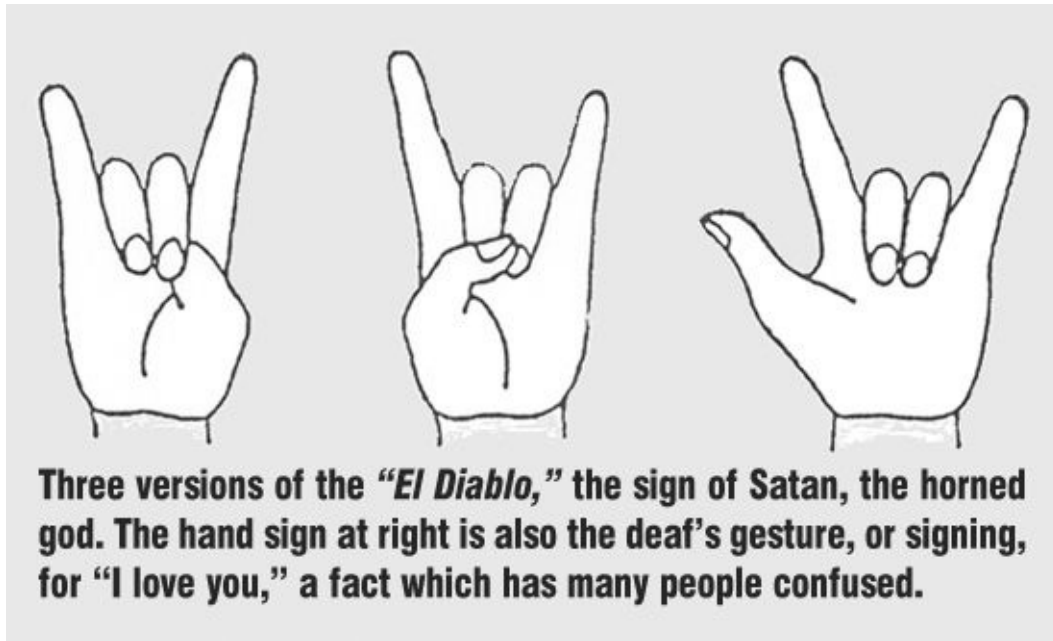 Three versions of the “El Diablo,” the sign of Satan, the horned
god. The hand sign at right is also the deaf’s gesture, or signing,
for “I love you,” a fact which has many people confused.